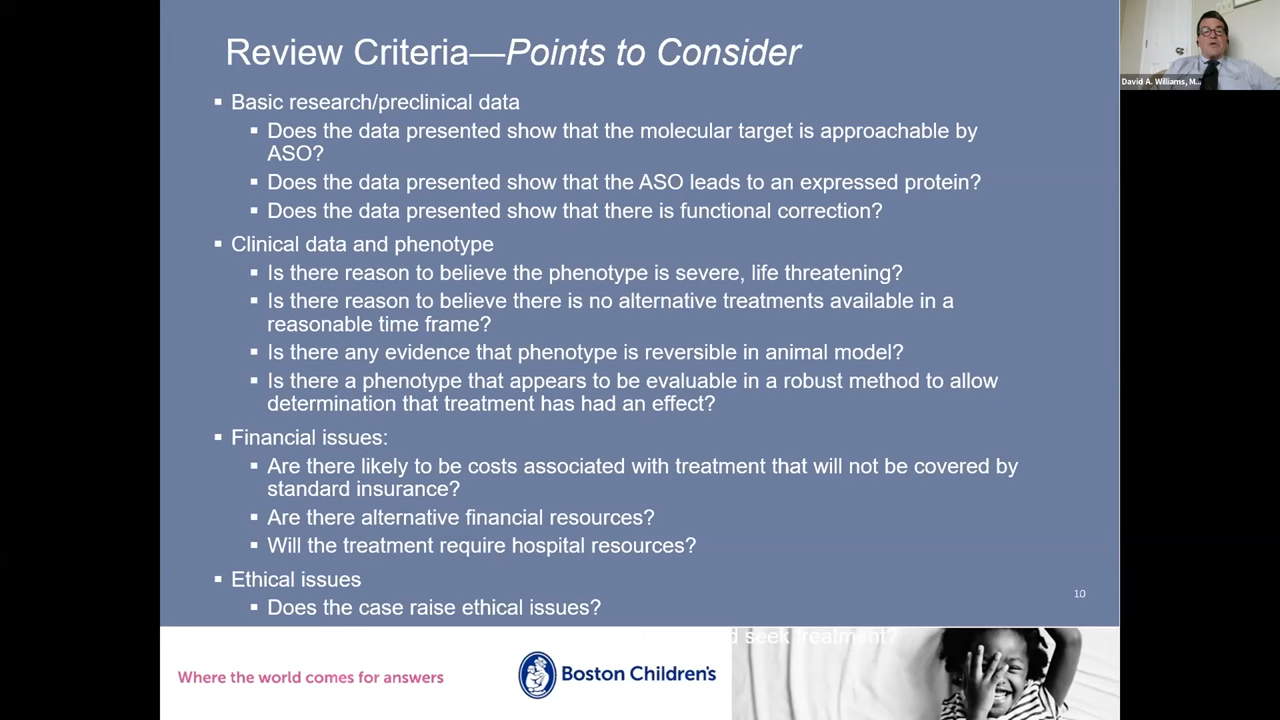 Review Criteria—Points to Consider
David A. Williams, M...
▪ Basic research/preclinical data
▪ Does the data presented show that the molecular target is approachable by
ASO?
▪ Does the data presented show that the ASO leads to an expressed protein?
▪ Does the data presented show that there is functional correction?
▪ Clinical data and phenotype
▪ Is there reason to believe the phenotype is severe, life threatening?
▪ Is there reason to believe there is no alternative treatments available in a
reasonable time frame?
▪ Is there any evidence that phenotype is reversible in animal model?
▪ Is there a phenotype that appears to be evaluable in a robust method to allow
determination that treatment has had an effect?
▪ Financial issues:
▪ Are there likely to be costs associated with treatment that will not be covered by
standard insurance?
▪ Are there alternative financial resources?
▪ Will the treatment require hospital resources?
▪ Ethical issues
▪ Does the case raise ethical issues?
10
seek treatment?
Where the world comes for answers
Boston Children's